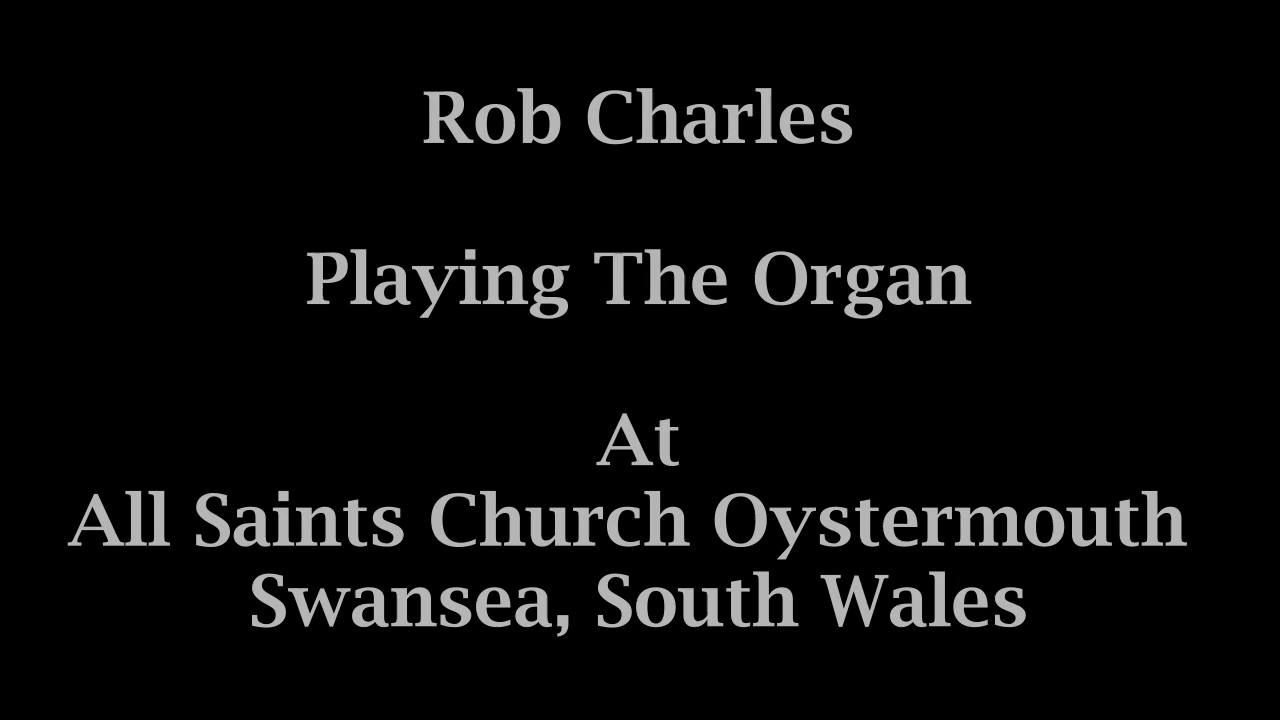 Rob Charles
Playing The Organ
At
All Saints Church Oystermouth
Swansea, South Wales